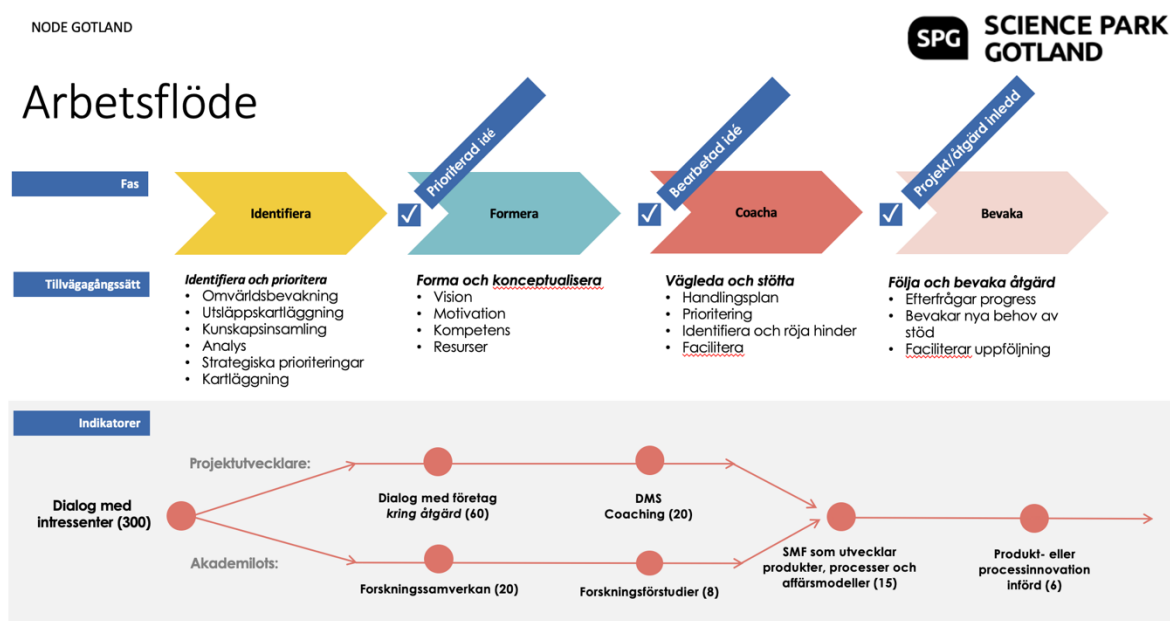 NODE GOTLAND
SPG
SCIENCE PARK
GOTLAND
Arbetsflöde
Fas
Identifiera
Prioriterad idé
Formera
Bearbetad idé
Coacha
Projekt/åtgärd inledd
Bevaka
Tillvägagångssätt
Identifiera och prioritera
• Omvärldsbevakning
• Utsläppskartläggning
• Kunskapsinsamling
• Analys
• Strategiska prioriteringar
• Kartläggning
Forma och konceptualisera
• Vision
• Motivation
• Kompetens
• Resurser
Vägleda och stötta
• Handlingsplan
• Prioritering
• Identifiera och röja hinder
• Facilitera
Följa och bevaka åtgärd
• Efterfrågar progress
• Bevakar nya behov av
stöd
• Faciliterar uppföljning
Indikatorer
Dialog med
intressenter (300)
Projektutvecklare:
Dialog med företag
kring åtgärd (60)
DMS
Coaching (20)
Akademilots:
Forskningssamverkan (20)
Forskningsförstudier (8)
SMF som utvecklar
produkter, processer och
affärsmodeller (15)
Produkt- eller
processinnovation
införd (6)